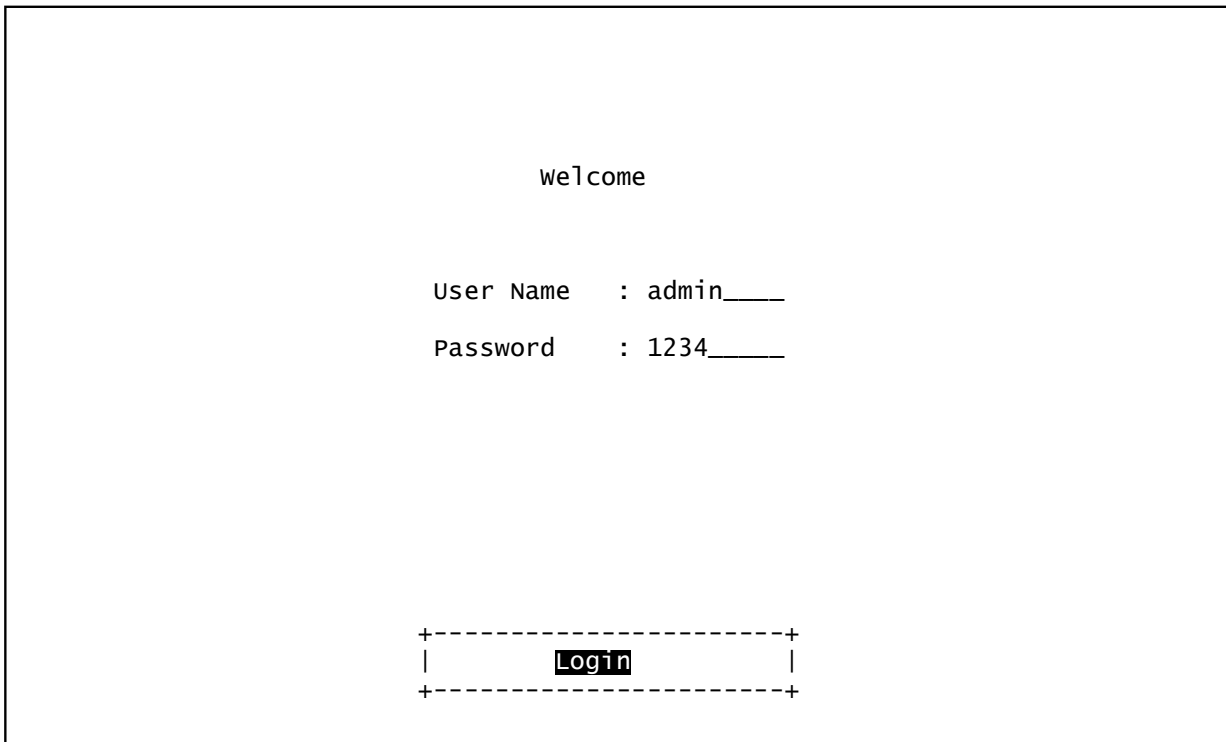 Welcome
User Name   : admin____
Password    : 1234_____
+-----------------------+
|        Login          |
+-----------------------+